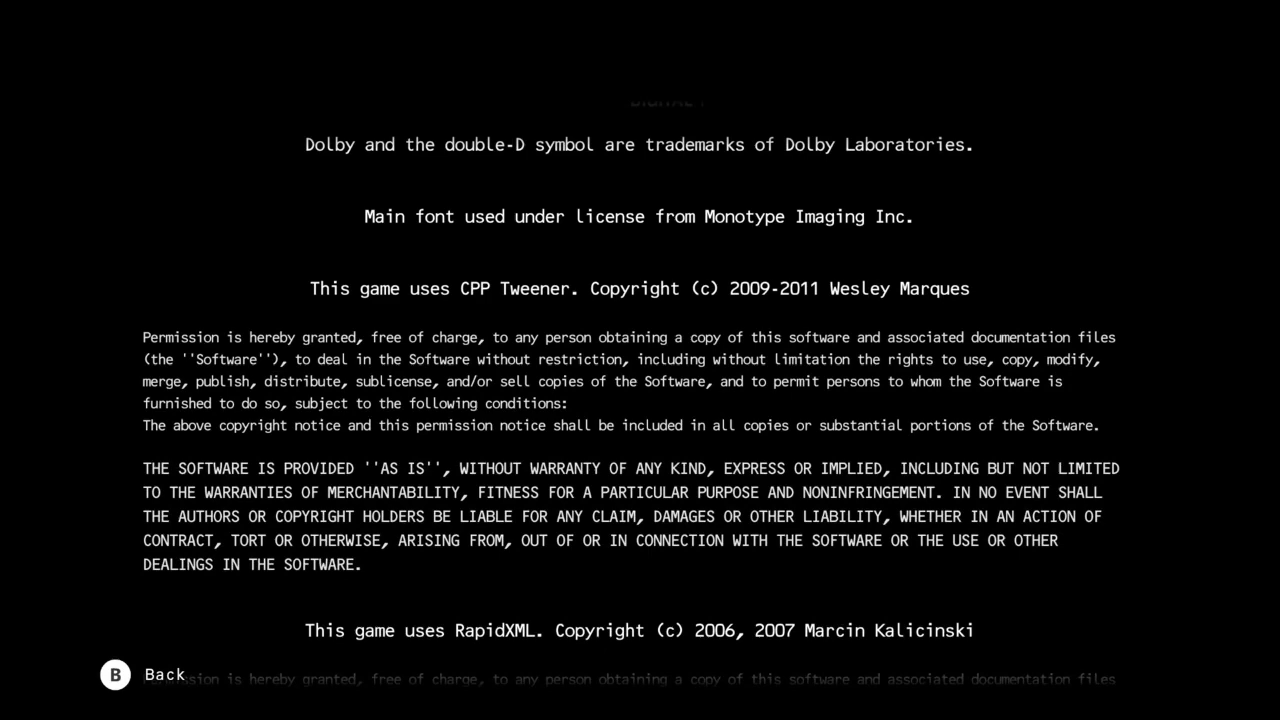 Dolby and the double-D symbol are trademarks of Dolby Laboratories.
Main font used under license from Monotype Imaging Inc.
This game uses CPP Tweener. Copyright (c) 2009-2011 Wesley Marques
Permission is hereby granted, free of charge, to any person obtaining a copy of this software and associated documentation files
(the ''Software''), to deal in the Software without restriction, including without limitation the rights to use, copy, modify,
merge, publish, distribute, sublicense, and/or sell copies of the Software, and to permit persons to whom the Software is
furnished to do so, subject to the following conditions:
The above copyright notice and this permission notice shall be included in all copies or substantial portions of the Software.
THE SOFTWARE IS PROVIDED ''AS IS'', WITHOUT WARRANTY OF ANY KIND, EXPRESS OR IMPLIED, INCLUDING BUT NOT LIMITED
TO THE WARRANTIES OF MERCHANTABILITY, FITNESS FOR A PARTICULAR PURPOSE AND NONINFRINGEMENT. IN NO EVENT SHALL
THE AUTHORS OR COPYRIGHT HOLDERS BE LIABLE FOR ANY CLAIM, DAMAGES OR OTHER LIABILITY, WHETHER IN AN ACTION OF
CONTRACT, TORT OR OTHERWISE, ARISING FROM, OUT OF OR IN CONNECTION WITH THE SOFTWARE OR THE USE OR OTHER
DEALINGS IN THE SOFTWARE.
This game uses RapidXML. Copyright (c) 2006, 2007 Marcin Kalicinski
B Back
is hereby granted, free of charge, to any person obtaining a copy of this software and associated documentation files